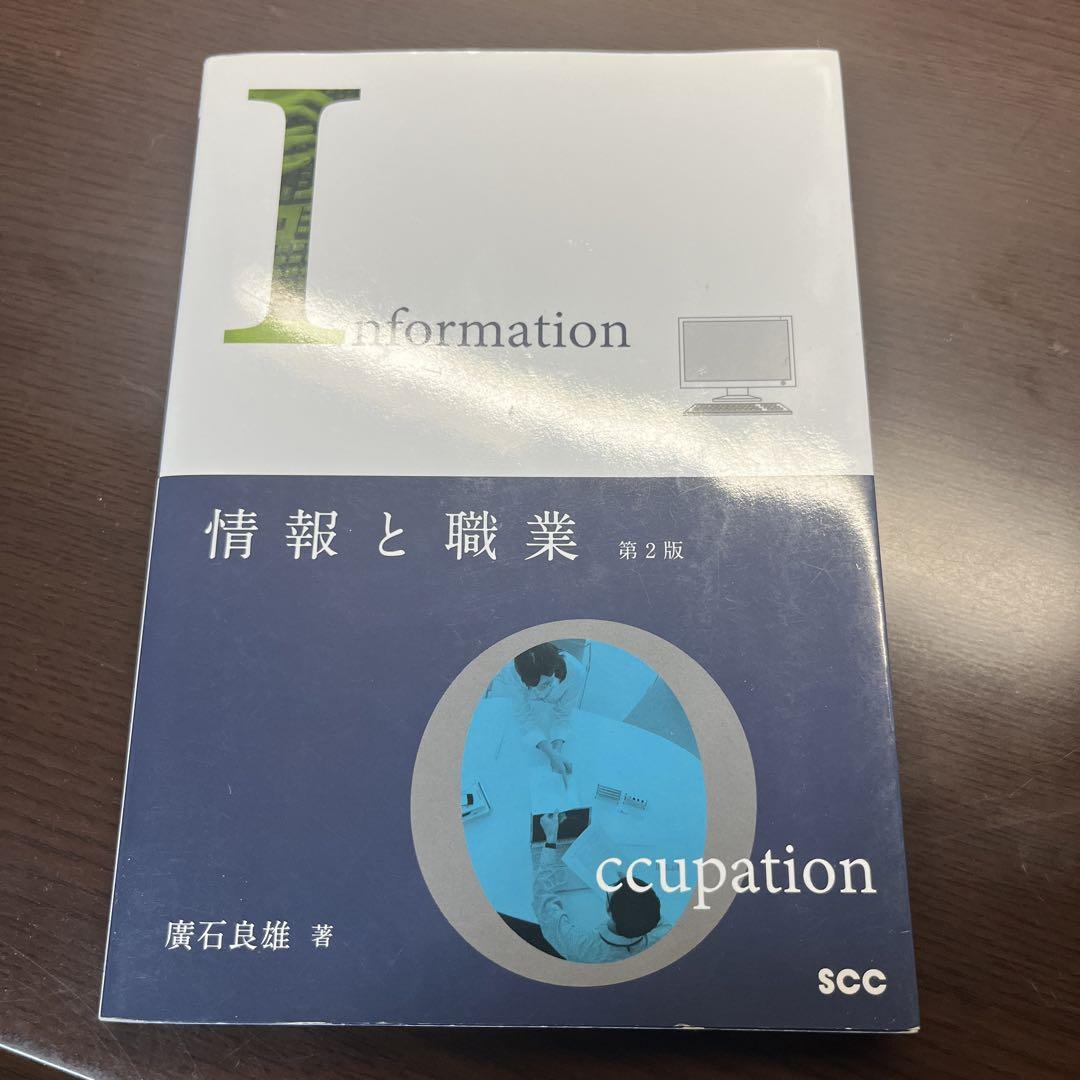 Information
情報と職業 第2版
Occupation
廣石良雄 著
SCC